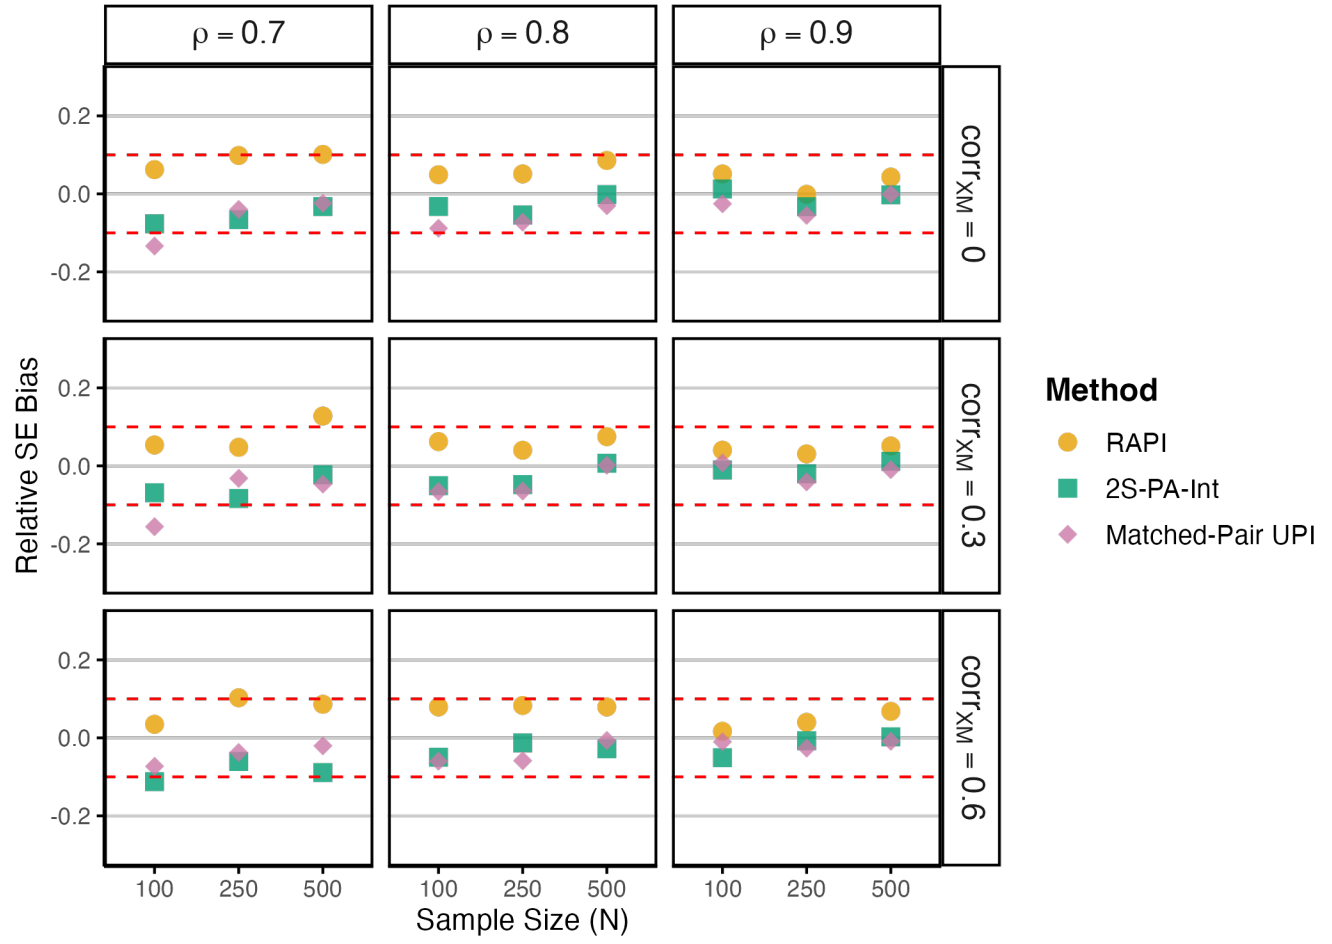 ρ = 0.7
ρ = 0.8
ρ = 0.9
0.2
0.0
-0.2
corrXM = 0
0.2
0.0
-0.2
corrXM = 0.3
0.2
0.0
-0.2
corrXM = 0.6
100 250 500
100 250 500
100 250 500
Sample Size (N)
Relative SE Bias
Method
RAPI
2S-PA-Int
Matched-Pair UPI